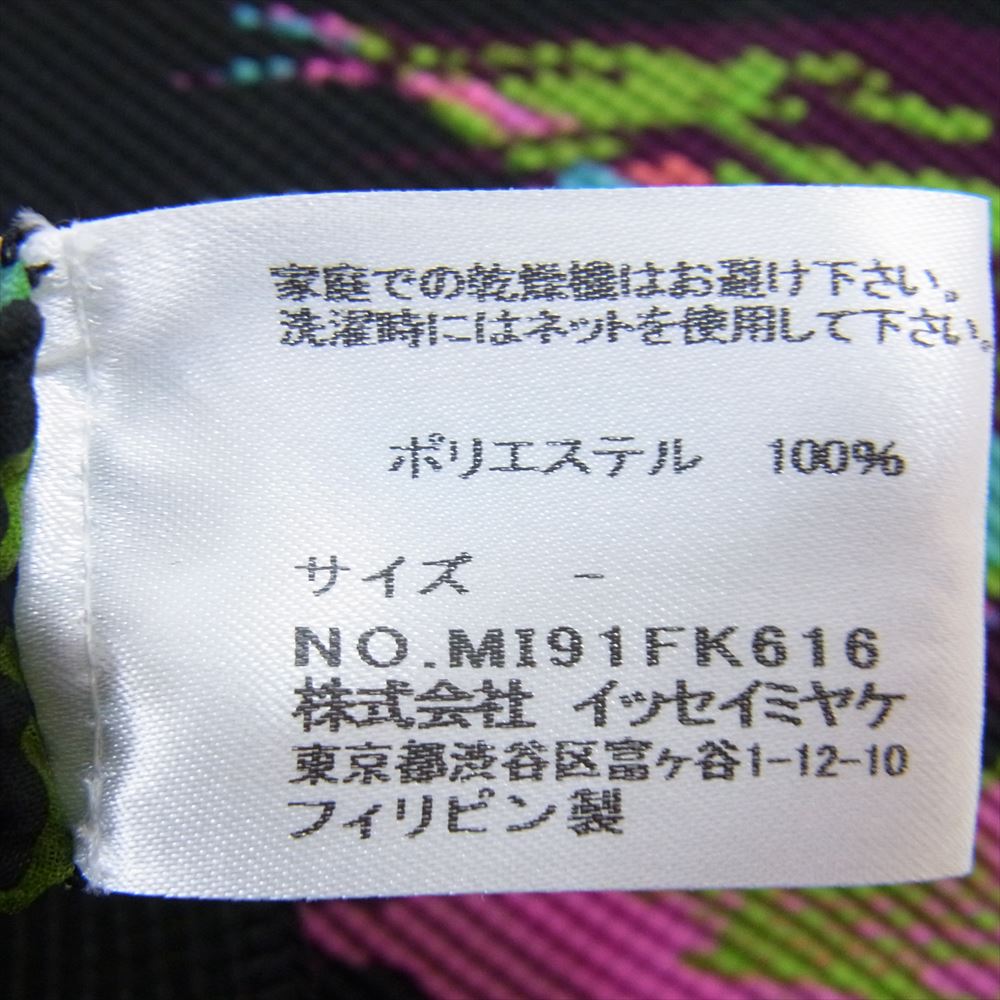 家庭での乾燥機はお避け下さい。
洗濯時にはネットを使用して下さい。
ポリエステル 100%
サイズ -
NO.MI91FK616
株式会社 イッセイミヤケ
東京都渋谷区富ヶ谷1-12-10
フィリピン製